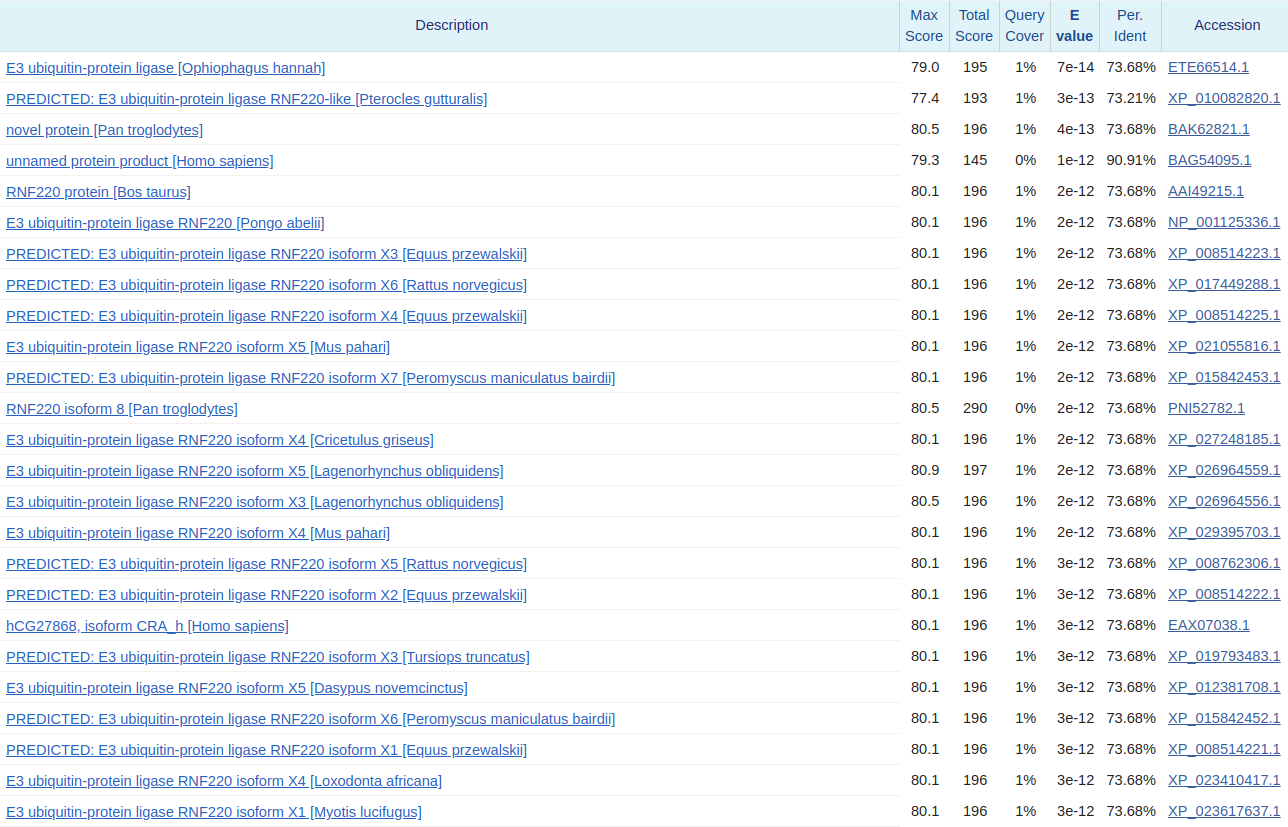 Description Max Score Total Score Query Cover E value Per. Ident Accession
E3 ubiquitin-protein ligase [Ophiophagus hannah] 79.0 195 1% 7e-14 73.68% ETE66514.1
PREDICTED: E3 ubiquitin-protein ligase RNF220-like [Pterocles gutturalis] 77.4 193 1% 3e-13 73.21% XP_010082820.1
novel protein [Pan troglodytes] 80.5 196 1% 4e-13 73.68% BAK62821.1
unnamed protein product [Homo sapiens] 79.3 145 0% 1e-12 90.91% BAG54095.1
RNF220 protein [Bos taurus] 80.1 196 1% 2e-12 73.68% AAI49215.1
E3 ubiquitin-protein ligase RNF220 [Pongo abelii] 80.1 196 1% 2e-12 73.68% NP_001125336.1
PREDICTED: E3 ubiquitin-protein ligase RNF220 isoform X3 [Equus przewalskii] 80.1 196 1% 2e-12 73.68% XP_008514223.1
PREDICTED: E3 ubiquitin-protein ligase RNF220 isoform X6 [Rattus norvegicus] 80.1 196 1% 2e-12 73.68% XP_017449288.1
PREDICTED: E3 ubiquitin-protein ligase RNF220 isoform X4 [Equus przewalskii] 80.1 196 1% 2e-12 73.68% XP_008514225.1
E3 ubiquitin-protein ligase RNF220 isoform X5 [Mus pahari] 80.1 196 1% 2e-12 73.68% XP_021055816.1
PREDICTED: E3 ubiquitin-protein ligase RNF220 isoform X7 [Peromyscus maniculatus bairdii] 80.1 196 1% 2e-12 73.68% XP_015842453.1
RNF220 isoform 8 [Pan troglodytes] 80.5 290 0% 2e-12 73.68% PNI52782.1
E3 ubiquitin-protein ligase RNF220 isoform X4 [Cricetulus griseus] 80.1 196 1% 2e-12 73.68% XP_027248185.1
E3 ubiquitin-protein ligase RNF220 isoform X5 [Lagenorhynchus obliquidens] 80.9 197 1% 2e-12 73.68% XP_026964559.1
E3 ubiquitin-protein ligase RNF220 isoform X3 [Lagenorhynchus obliquidens] 80.5 196 1% 2e-12 73.68% XP_026964556.1
E3 ubiquitin-protein ligase RNF220 isoform X4 [Mus pahari] 80.1 196 1% 2e-12 73.68% XP_029395703.1
PREDICTED: E3 ubiquitin-protein ligase RNF220 isoform X5 [Rattus norvegicus] 80.1 196 1% 3e-12 73.68% XP_008762306.1
PREDICTED: E3 ubiquitin-protein ligase RNF220 isoform X2 [Equus przewalskii] 80.1 196 1% 3e-12 73.68% XP_008514222.1
hCG27868, isoform CRA_h [Homo sapiens] 80.1 196 1% 3e-12 73.68% EAX07038.1
PREDICTED: E3 ubiquitin-protein ligase RNF220 isoform X3 [Tursiops truncatus] 80.1 196 1% 3e-12 73.68% XP_019793483.1
E3 ubiquitin-protein ligase RNF220 isoform X5 [Dasypus novemcinctus] 80.1 196 1% 3e-12 73.68% XP_012381708.1
PREDICTED: E3 ubiquitin-protein ligase RNF220 isoform X6 [Peromyscus maniculatus bairdii] 80.1 196 1% 3e-12 73.68% XP_015842452.1
PREDICTED: E3 ubiquitin-protein ligase RNF220 isoform X1 [Equus przewalskii] 80.1 196 1% 3e-12 73.68% XP_008514221.1
E3 ubiquitin-protein ligase RNF220 isoform X4 [Loxodonta africana] 80.1 196 1% 3e-12 73.68% XP_023410417.1
E3 ubiquitin-protein ligase RNF220 isoform X1 [Myotis lucifugus] 80.1 196 1% 3e-12 73.68% XP_023617637.1